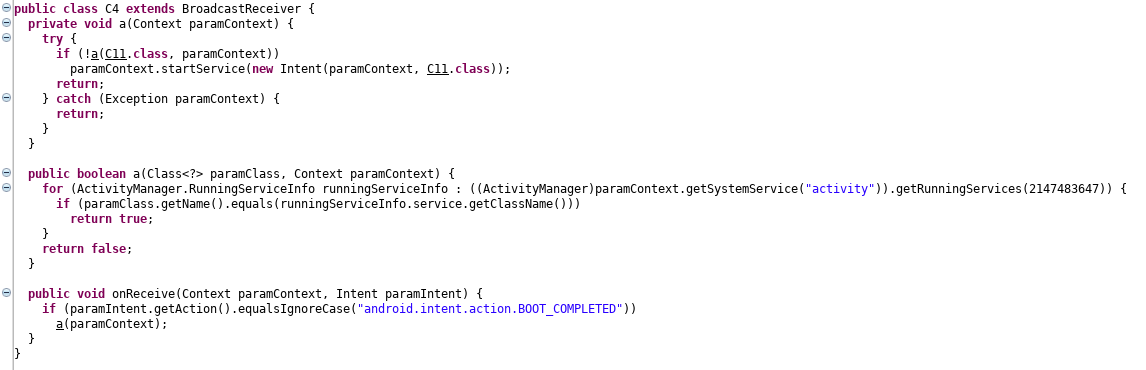 public class C4 extends BroadcastReceiver {
  private void a(Context paramContext) {
    try {
      if (!a(C11.class, paramContext))
        paramContext.startService(new Intent(paramContext, C11.class));
      return;
    } catch (Exception paramContext) {
      return;
    }
  }

  public boolean a(Class<?> paramClass, Context paramContext) {
    for (ActivityManager.RunningServiceInfo runningServiceInfo : ((ActivityManager)paramContext.getSystemService("activity")).getRunningServices(2147483647)) {
      if (paramClass.getName().equals(runningServiceInfo.service.getClassName()))
        return true;
    }
    return false;
  }

  public void onReceive(Context paramContext, Intent paramIntent) {
    if (paramIntent.getAction().equalsIgnoreCase("android.intent.action.BOOT_COMPLETED"))
      a(paramContext);
  }
}